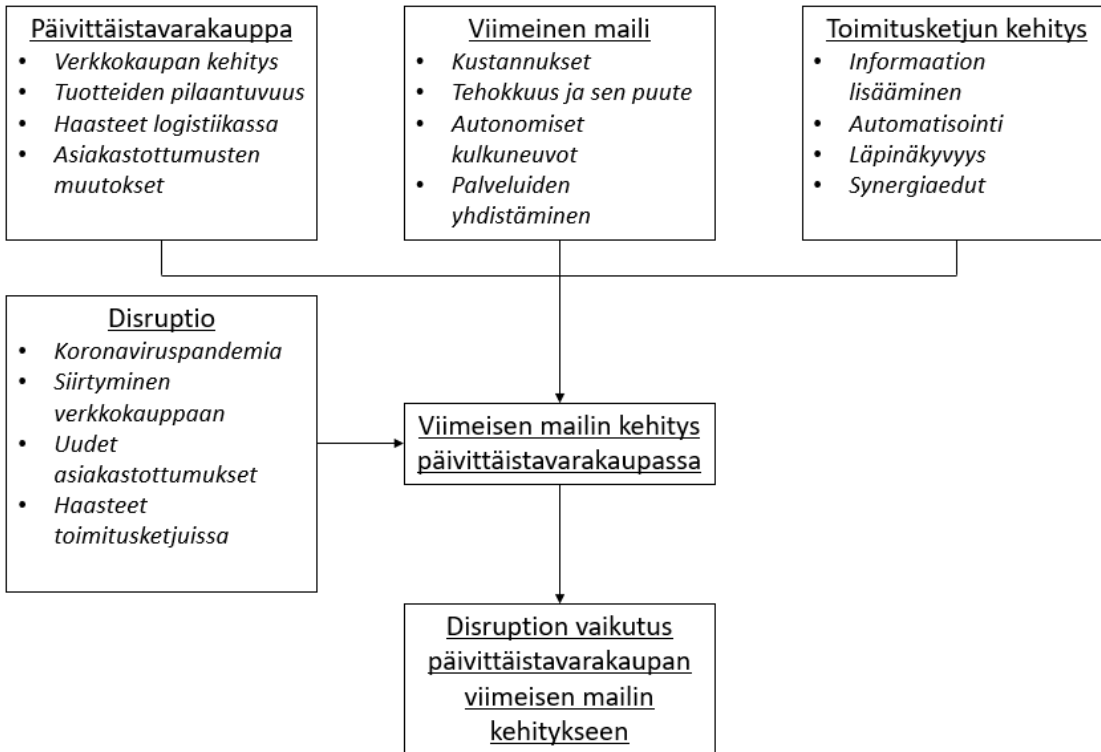 Päivittäistavarakauppa
• Verkkokaupan kehitys
• Tuotteiden pilaantuvuus
• Haasteet logistiikassa
• Asiakastottumusten
muutokset
Viimeinen maili
• Kustannukset
• Tehokkuus ja sen puute
• Autonomiset
kulkuneuvot
• Palveluiden
yhdistäminen
Toimitusketjun kehitys
• Informaation
lisääminen
• Automatisointi
• Läpinäkyvyys
• Synergiaedut
Disruptio
• Koronaviruspandemia
• Siirtyminen
verkkokauppaan
• Uudet
asiakastottumukset
• Haasteet
toimitusketjuissa
Viimeisen mailin kehitys
päivittäistavarakaupassa
Disruption vaikutus
päivittäistavarakaupan
viimeisen mailin
kehitykseen